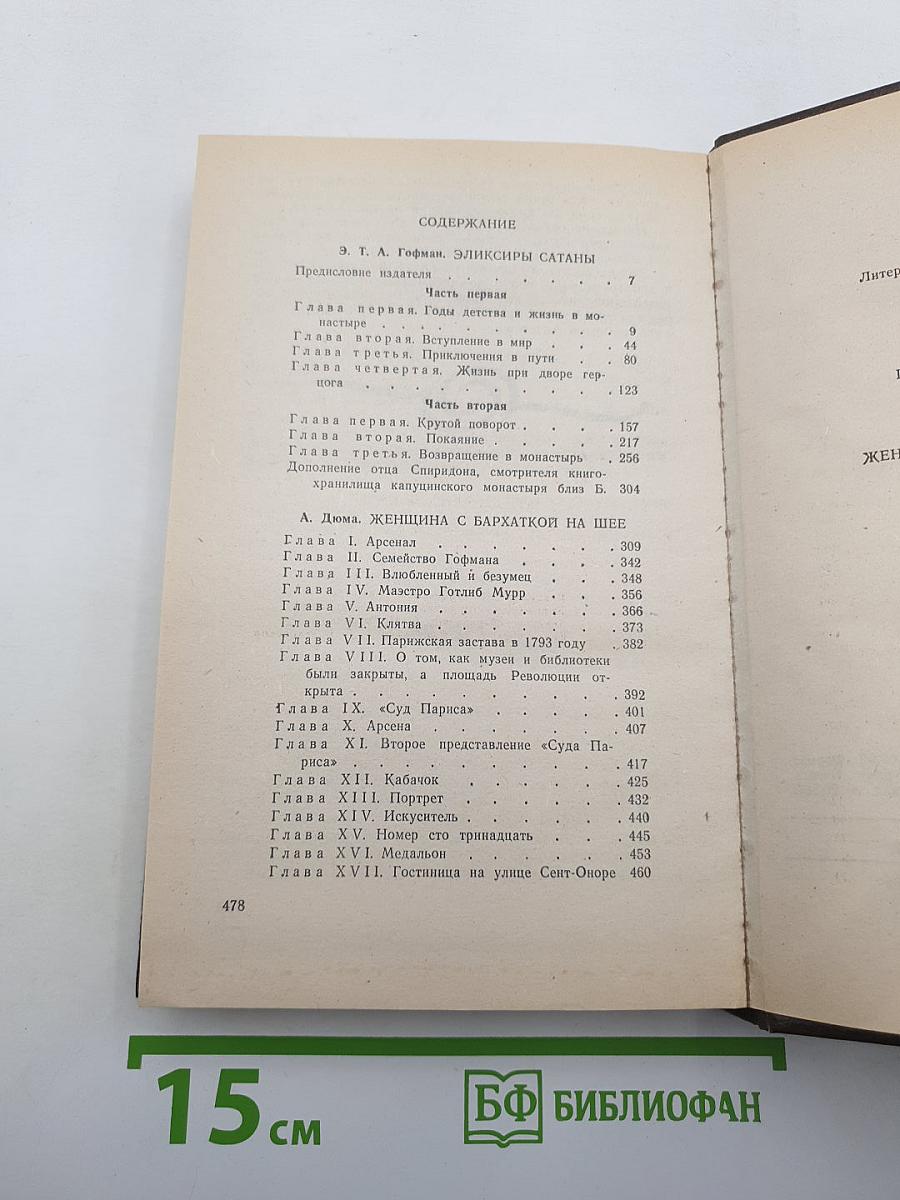 СОДЕРЖАНИЕ
Э. Т. А. Гофман. ЭЛИКСИРЫ САТАНЫ
Предисловие издателя . . . . . . . 7
Часть первая
Глава первая. Годы детства и жизнь в мо-
настыре . . . . . . . . . 9
Глава вторая. Вступление в мир . . . 44
Глава третья. Приключения в пути . . 80
Глава четвертая. Жизнь при дворе гер-
цога . . . . . . . . . 123
Часть вторая
Глава первая. Крутой поворот . . . . 157
Глава вторая. Покаяние . . . . . 217
Глава третья. Возвращение в монастырь . 256
Дополнение отца Спиридона, смотрителя книго-
хранилища капуцинского монастыря близ Б. 304
А. Дюма. ЖЕНЩИНА С БАРХАТКОЙ НА ШЕЕ
Глава I. Арсенал . . . . . . . 309
Глава II. Семейство Гофмана . . . . 342
Глава III. Влюбленный и безумец . . . 348
Глава IV. Маэстро Готлиб Мурр . . . 356
Глава V. Антония . . . . . . . 366
Глава VI. Клятва . . . . . . . 373
Глава VII. Парижская застава в 1793 году . 382
Глава VIII. О том, как музеи и библиотеки
были закрыты, а площадь Революции от-
крыта . . . . . . . . . . 392
Глава IX. «Суд Париса» . . . . . 401
Глава X. Арсена . . . . . . . 407
Глава XI. Второе представление «Суда Па-
риса» . . . . . . . . . . 417
Глава XII. Кабачок . . . . . . 425
Глава XIII. Портрет . . . . . . 432
Глава XIV. Искуситель . . . . . . 440
Глава XV. Номер сто тринадцать . . . 445
Глава XVI. Медальон . . . . . . 453
Глава XVII. Гостиница на улице Сент-Оноре 460
478
Литер
ЖЕН
15 см
БФ БИБЛИОФАН